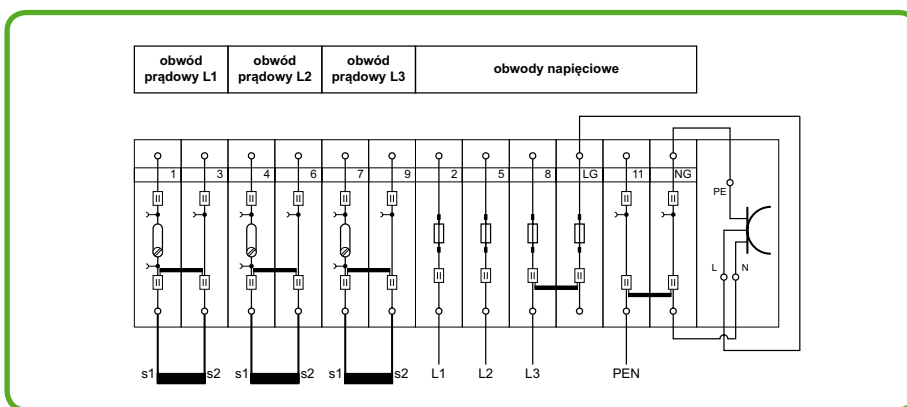 obwód
prądowy L1
obwód
prądowy L2
obwód
prądowy L3
obwody napięciowe
1 3 4 6 7 9 2 5 8 LG 11 NG
PE
L N
s1 s2 s1 s2 s1 s2 L1 L2 L3 PEN